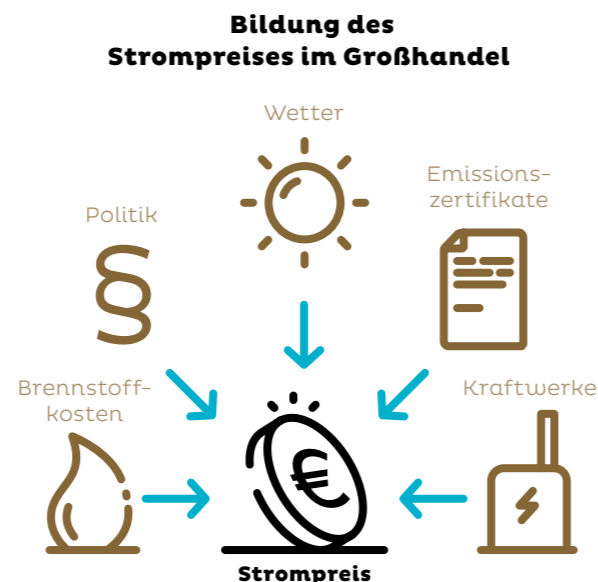 Bildung des
Strompreises im Großhandel
Wetter
Emissions-
zertifikate
Politik
§
Brennstoff-
kosten
Kraftwerke
€
Strompreis